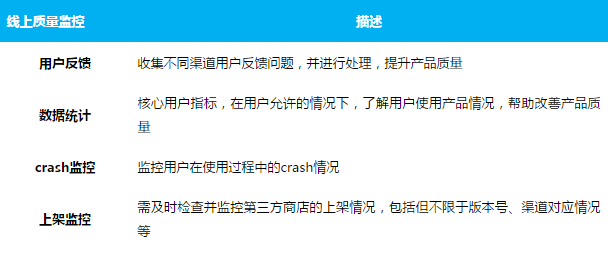 线上质量监控 描述
用户反馈 收集不同渠道用户反馈问题，并进行处理，提升产品质量
数据统计 核心用户指标，在用户允许的情况下，了解用户使用产品情况，帮助改善产品质
量
crash监控 监控用户在使用过程中的crash情况
上架监控 需及时检查并监控第三方商店的上架情况，包括但不限于版本号、渠道对应情况
等